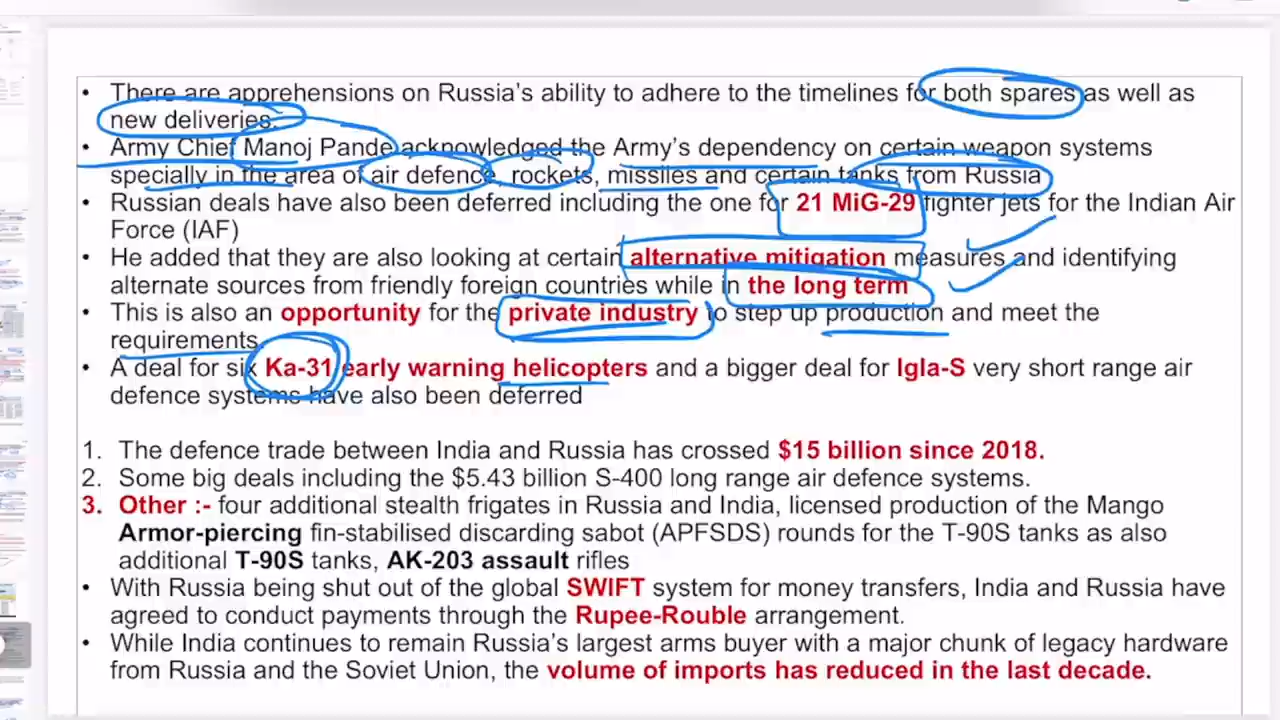 • There are apprehensions on Russia's ability to adhere to the timelines for both spares as well as
new deliveries.
• Army Chief Manoj Pande acknowledged the Army's dependency on certain weapon systems
specially in the area of air defence, rockets, missiles and certain tanks from Russia
• Russian deals have also been deferred including the one for 21 MiG-29 fighter jets for the Indian Air
Force (IAF)
• He added that they are also looking at certain alternative mitigation measures and identifying
alternate sources from friendly foreign countries while in the long term
• This is also an opportunity for the private industry to step up production and meet the
requirements.
• A deal for six Ka-31 early warning helicopters and a bigger deal for Igla-S very short range air
defence systems have also been deferred
1. The defence trade between India and Russia has crossed $15 billion since 2018.
2. Some big deals including the $5.43 billion S-400 long range air defence systems.
3. Other :- four additional stealth frigates in Russia and India, licensed production of the Mango
Armor-piercing fin-stabilised discarding sabot (APFSDS) rounds for the T-90S tanks as also
additional T-90S tanks, AK-203 assault rifles
• With Russia being shut out of the global SWIFT system for money transfers, India and Russia have
agreed to conduct payments through the Rupee-Rouble arrangement.
• While India continues to remain Russia's largest arms buyer with a major chunk of legacy hardware
from Russia and the Soviet Union, the volume of imports has reduced in the last decade.